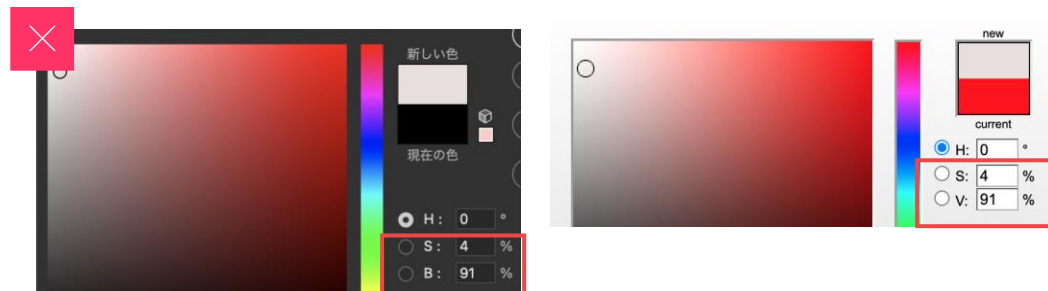 新しい色
現在の色
H: 0 °
S: 4 %
B: 91 %
new
current
H: 0 °
S: 4 %
V: 91 %